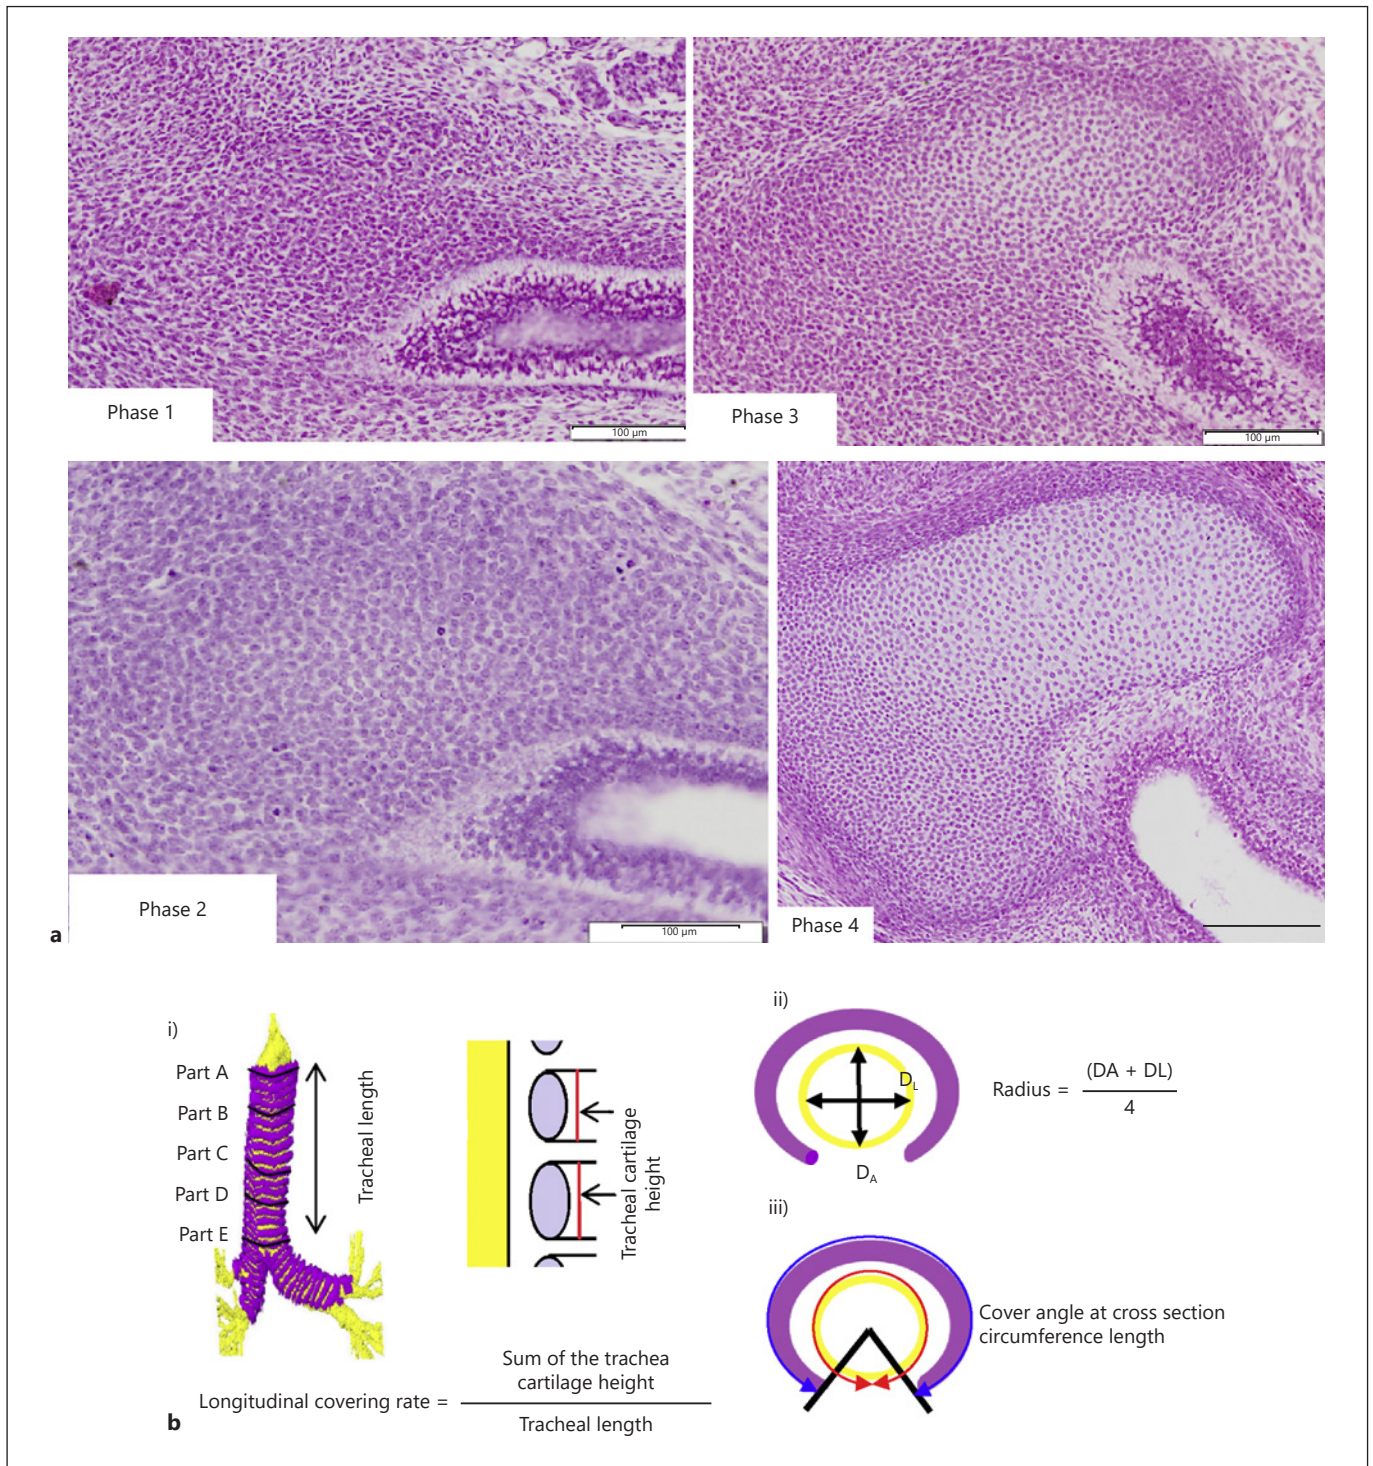 Phase 1
100 µm
Phase 3
100 µm
Phase 2
100 µm
Phase 4
a
i)
Part A
Part B
Part C
Part D
Part E
Tracheal length
Tracheal cartilage
height
Longitudinal covering rate =
Sum of the trachea
cartilage height
Tracheal length
b
ii)
DL
DA
Radius =
(DA + DL)
4
iii)
Cover angle at cross section
circumference length